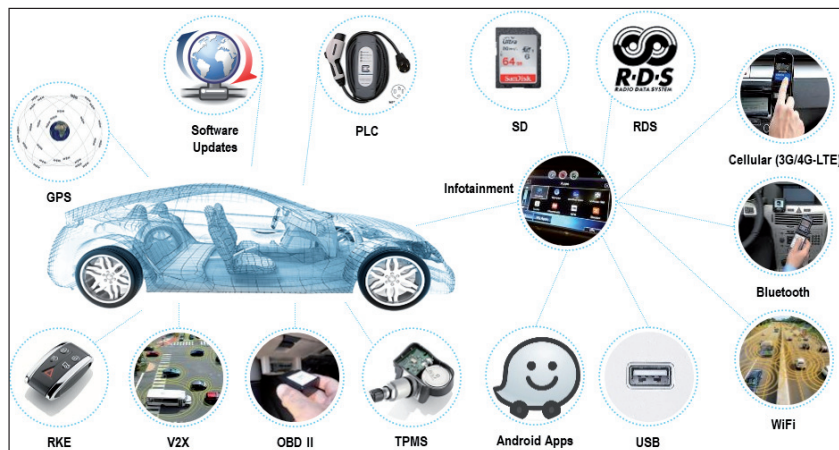 Software
Updates
PLC
Ultra
64
SanDisk
SD
R·D·S
RADIO DATA SYSTEM
RDS
Cellular (3G/4G-LTE)
GPS
Infotainment
Bluetooth
RKE
V2X
OBD II
TPMS
Android Apps
USB
WiFi